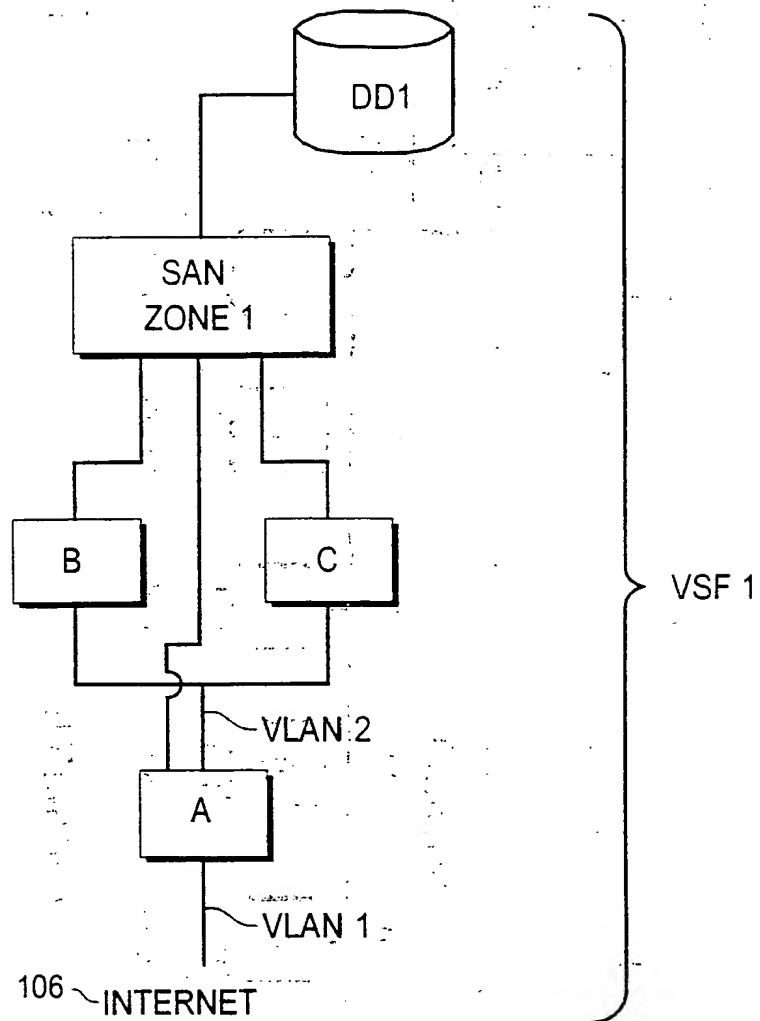 DD1
SAN
ZONE 1
B
C
VSF 1
VLAN 2
A
VLAN 1
106
INTERNET